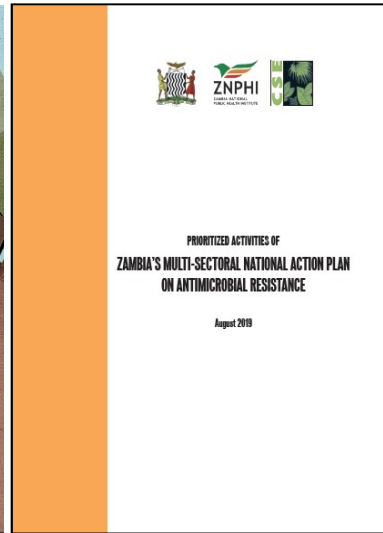 ZNPHI
ZAMBIA NATIONAL
PUBLIC HEALTH INSTITUTE
CSE
PRIORITIZED ACTIVITIES OF
ZAMBIA'S MULTI-SECTORAL NATIONAL ACTION PLAN
ON ANTIMICROBIAL RESISTANCE
August 2019